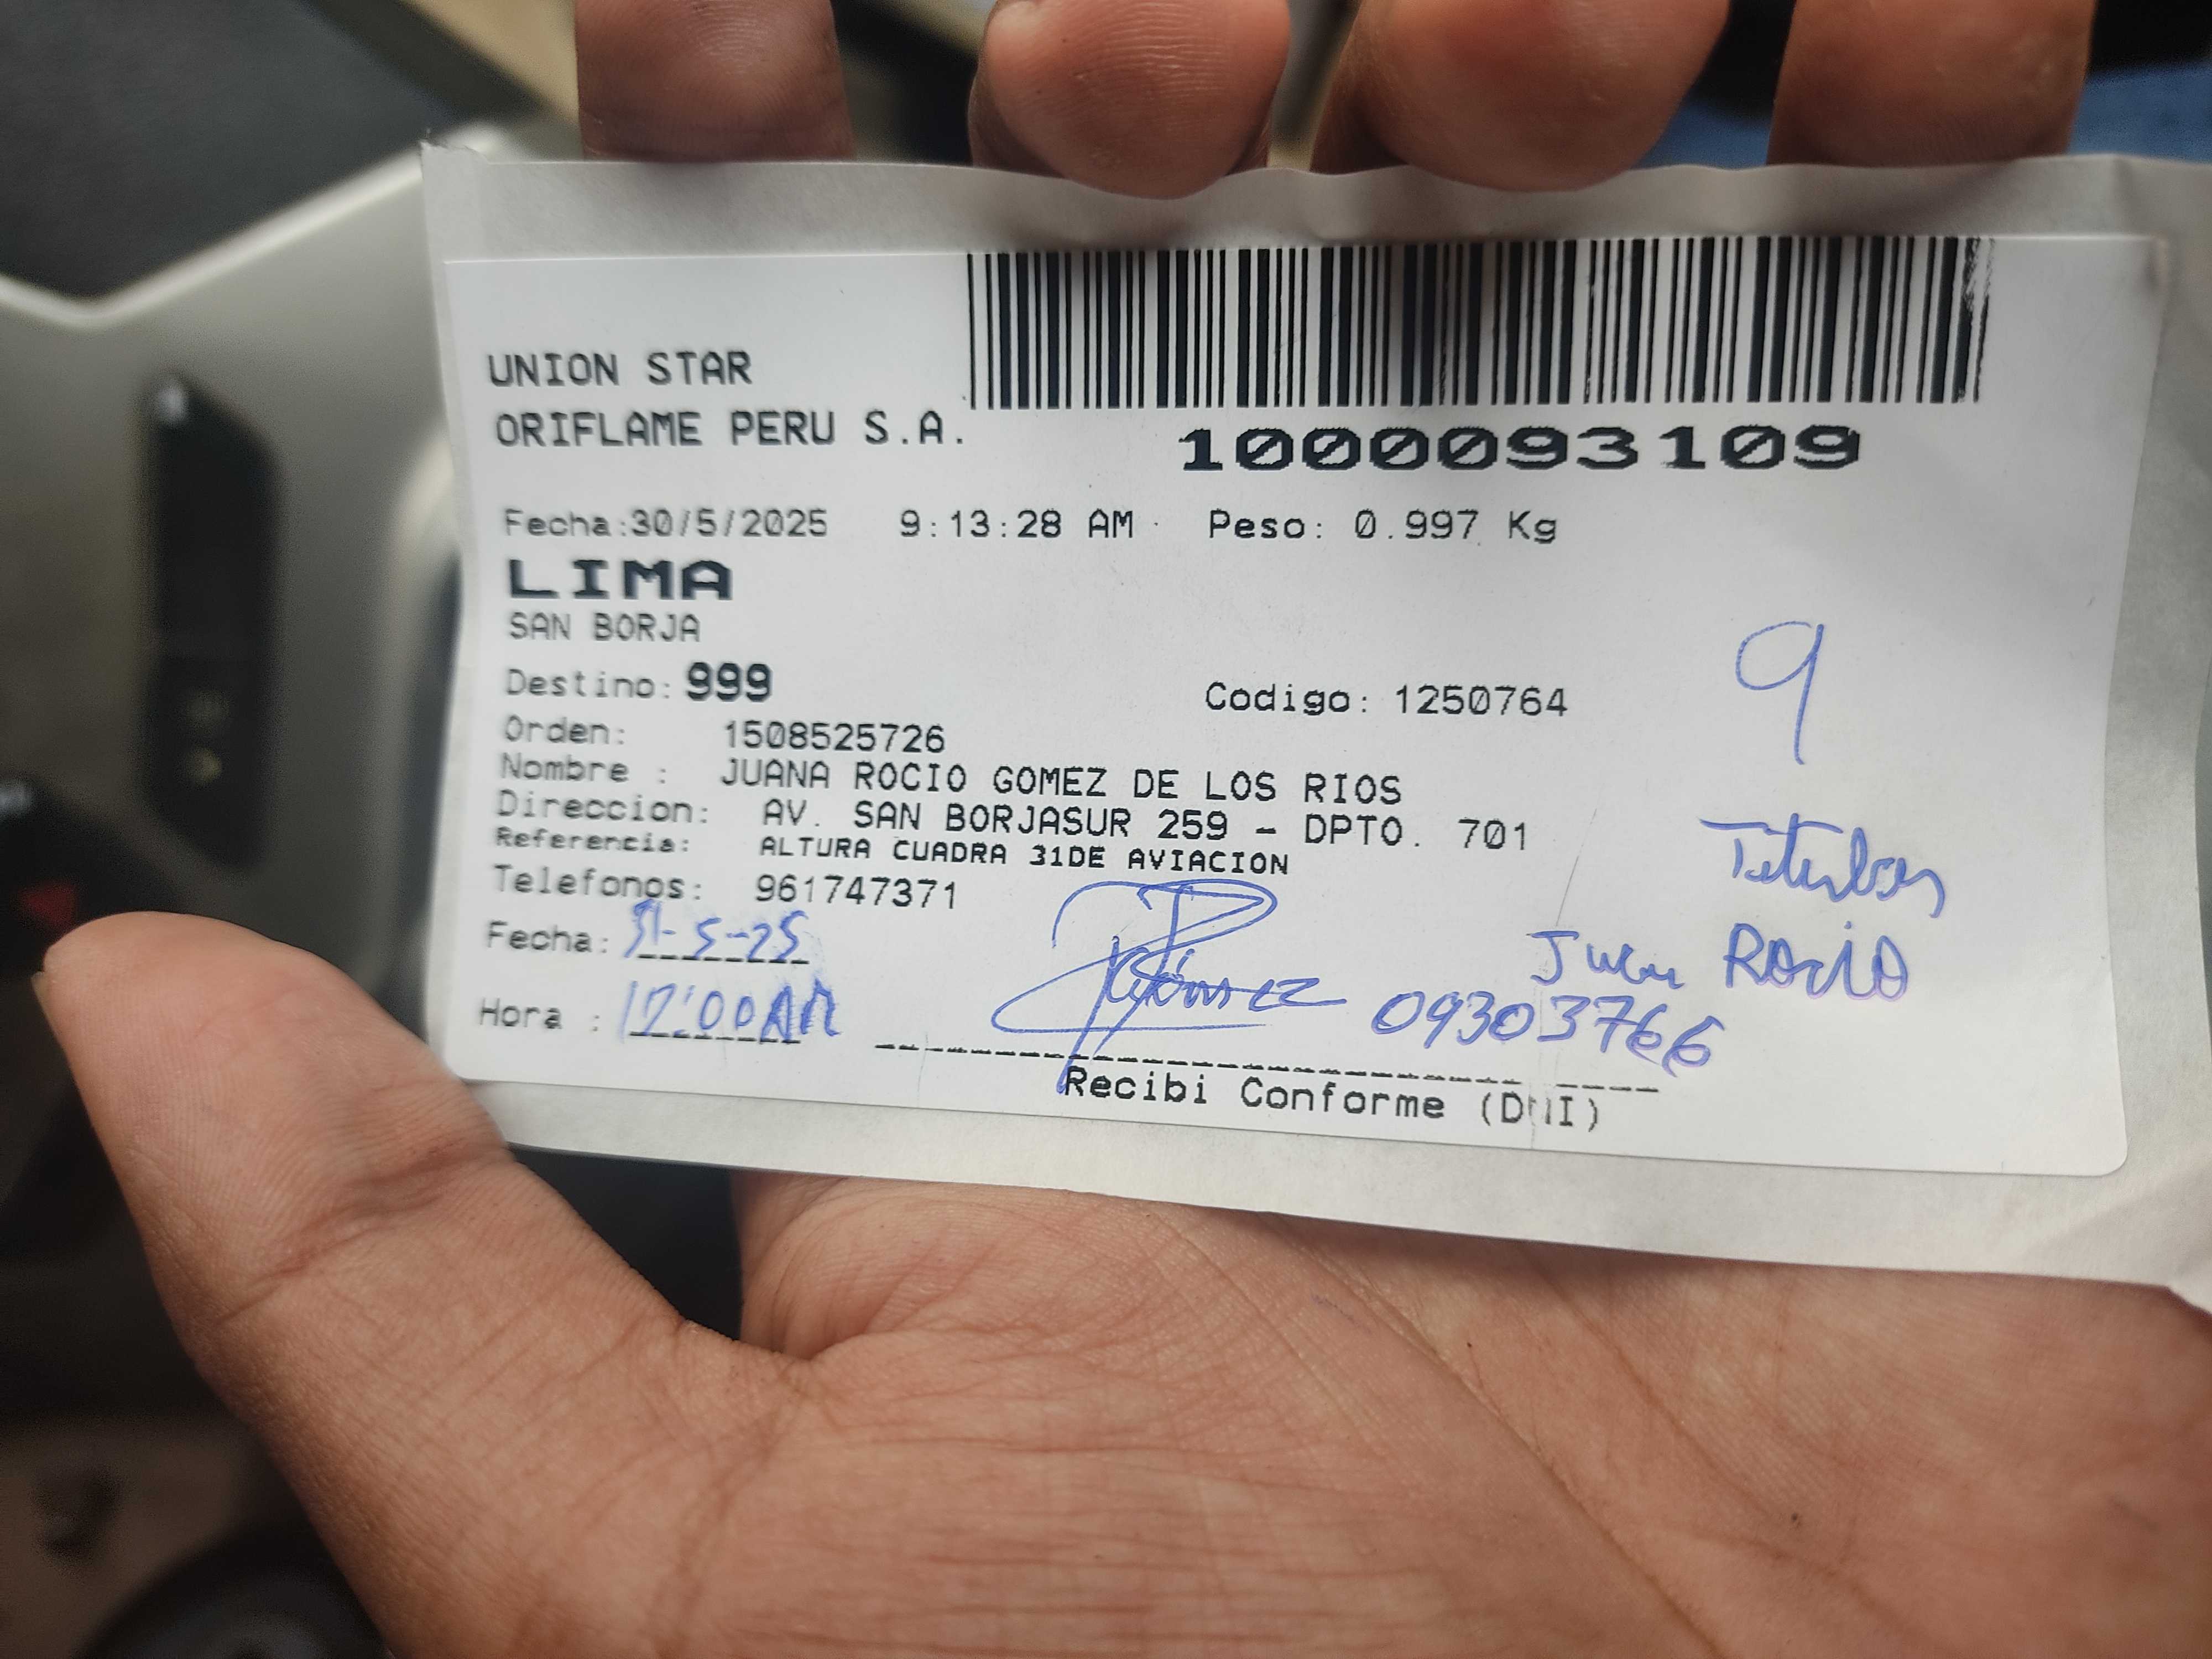 UNION STAR
ORIFLAME PERU S.A.
1000093109
Fecha:30/5/2025 9:13:28 AM Peso: 0.997 Kg
LIMA
SAN BORJA
Destino: 999 Codigo: 1250764
9
Orden: 1508525726
Nombre : JUANA ROCIO GOMEZ DE LOS RIOS
Direccion: AV. SAN BORJASUR 259 - DPTO. 701
Referencia: ALTURA CUADRA 31DE AVIACION
Telefonos: 961747371
Fecha: 31-5-25
Rocio
Hora : 12:00AM
09303766
Recibi Conforme (DNI)